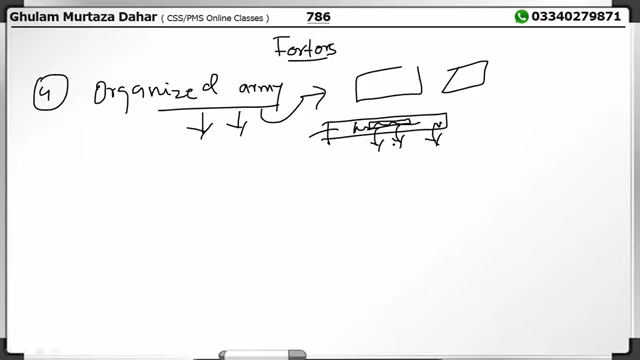 Ghulam Murtaza Dahar ( CSS/PMS Online Classes ) 786 03340279871
Factors
4 Organized army